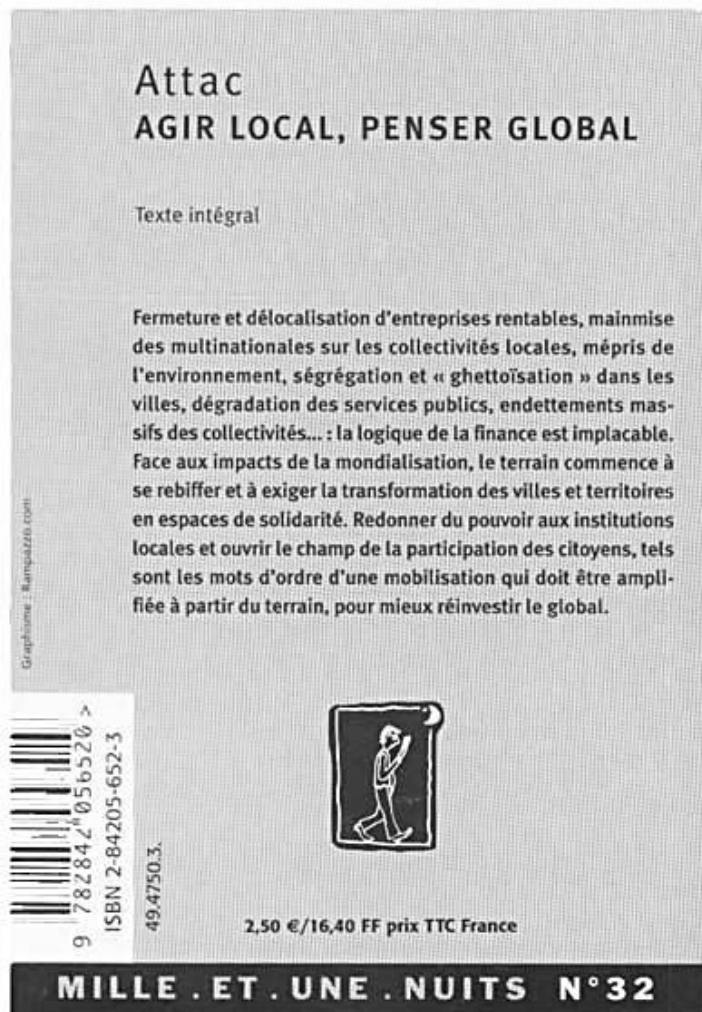 Attac
AGIR LOCAL, PENSER GLOBAL
Texte intégral
Fermeture et délocalisation d'entreprises rentables, mainmise
des multinationales sur les collectivités locales, mépris de
l'environnement, ségrégation et « ghettoïsation » dans les
villes, dégradation des services publics, endettements mas-
sifs des collectivités... : la logique de la finance est implacable.
Face aux impacts de la mondialisation, le terrain commence à
se rebiffer et à exiger la transformation des villes et territoires
en espaces de solidarité. Redonner du pouvoir aux institutions
locales et ouvrir le champ de la participation des citoyens, tels
sont les mots d'ordre d'une mobilisation qui doit être ampli-
fiée à partir du terrain, pour mieux réinvestir le global.
Graphisme : Rampazzo.com
9 782842 056520 >
ISBN 2-84205-652-3
49.4750.3.
2,50 €/16,40 FF prix TTC France
MILLE.ET.UNE.NUITS N°32